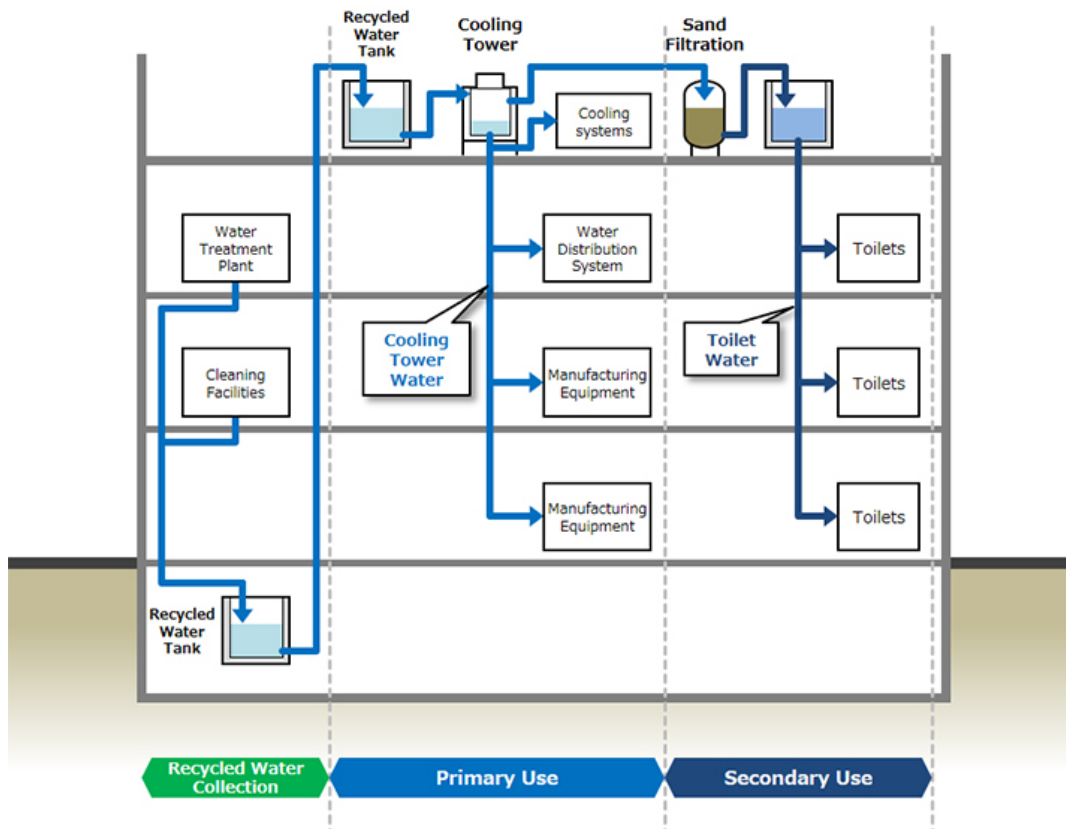 Recycled
Water
Tank
Cooling
Tower
Sand
Filtration
Cooling
systems
Water
Treatment
Plant
Water
Distribution
System
Toilets
Cooling
Tower
Water
Toilet
Water
Cleaning
Facilities
Manufacturing
Equipment
Toilets
Manufacturing
Equipment
Toilets
Recycled
Water
Tank
Recycled Water
Collection
Primary Use
Secondary Use